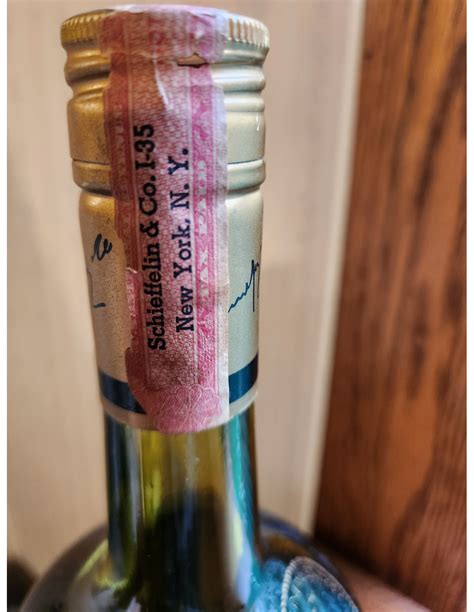 Schieffelin & Co. I-35
New York, N. Y.